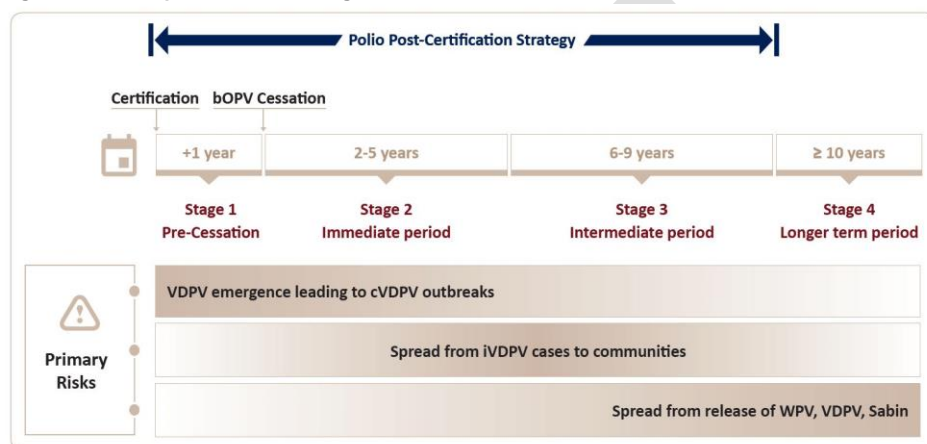 Polio Post-Certification Strategy
Certification bOPV Cessation
+1 year 2-5 years 6-9 years ≥ 10 years
Stage 1 Stage 2 Stage 3 Stage 4
Pre-Cessation Immediate period Intermediate period Longer term period
VDPV emergence leading to cVDPV outbreaks
Spread from iVDPV cases to communities
Primary
Risks
Spread from release of WPV, VDPV, Sabin